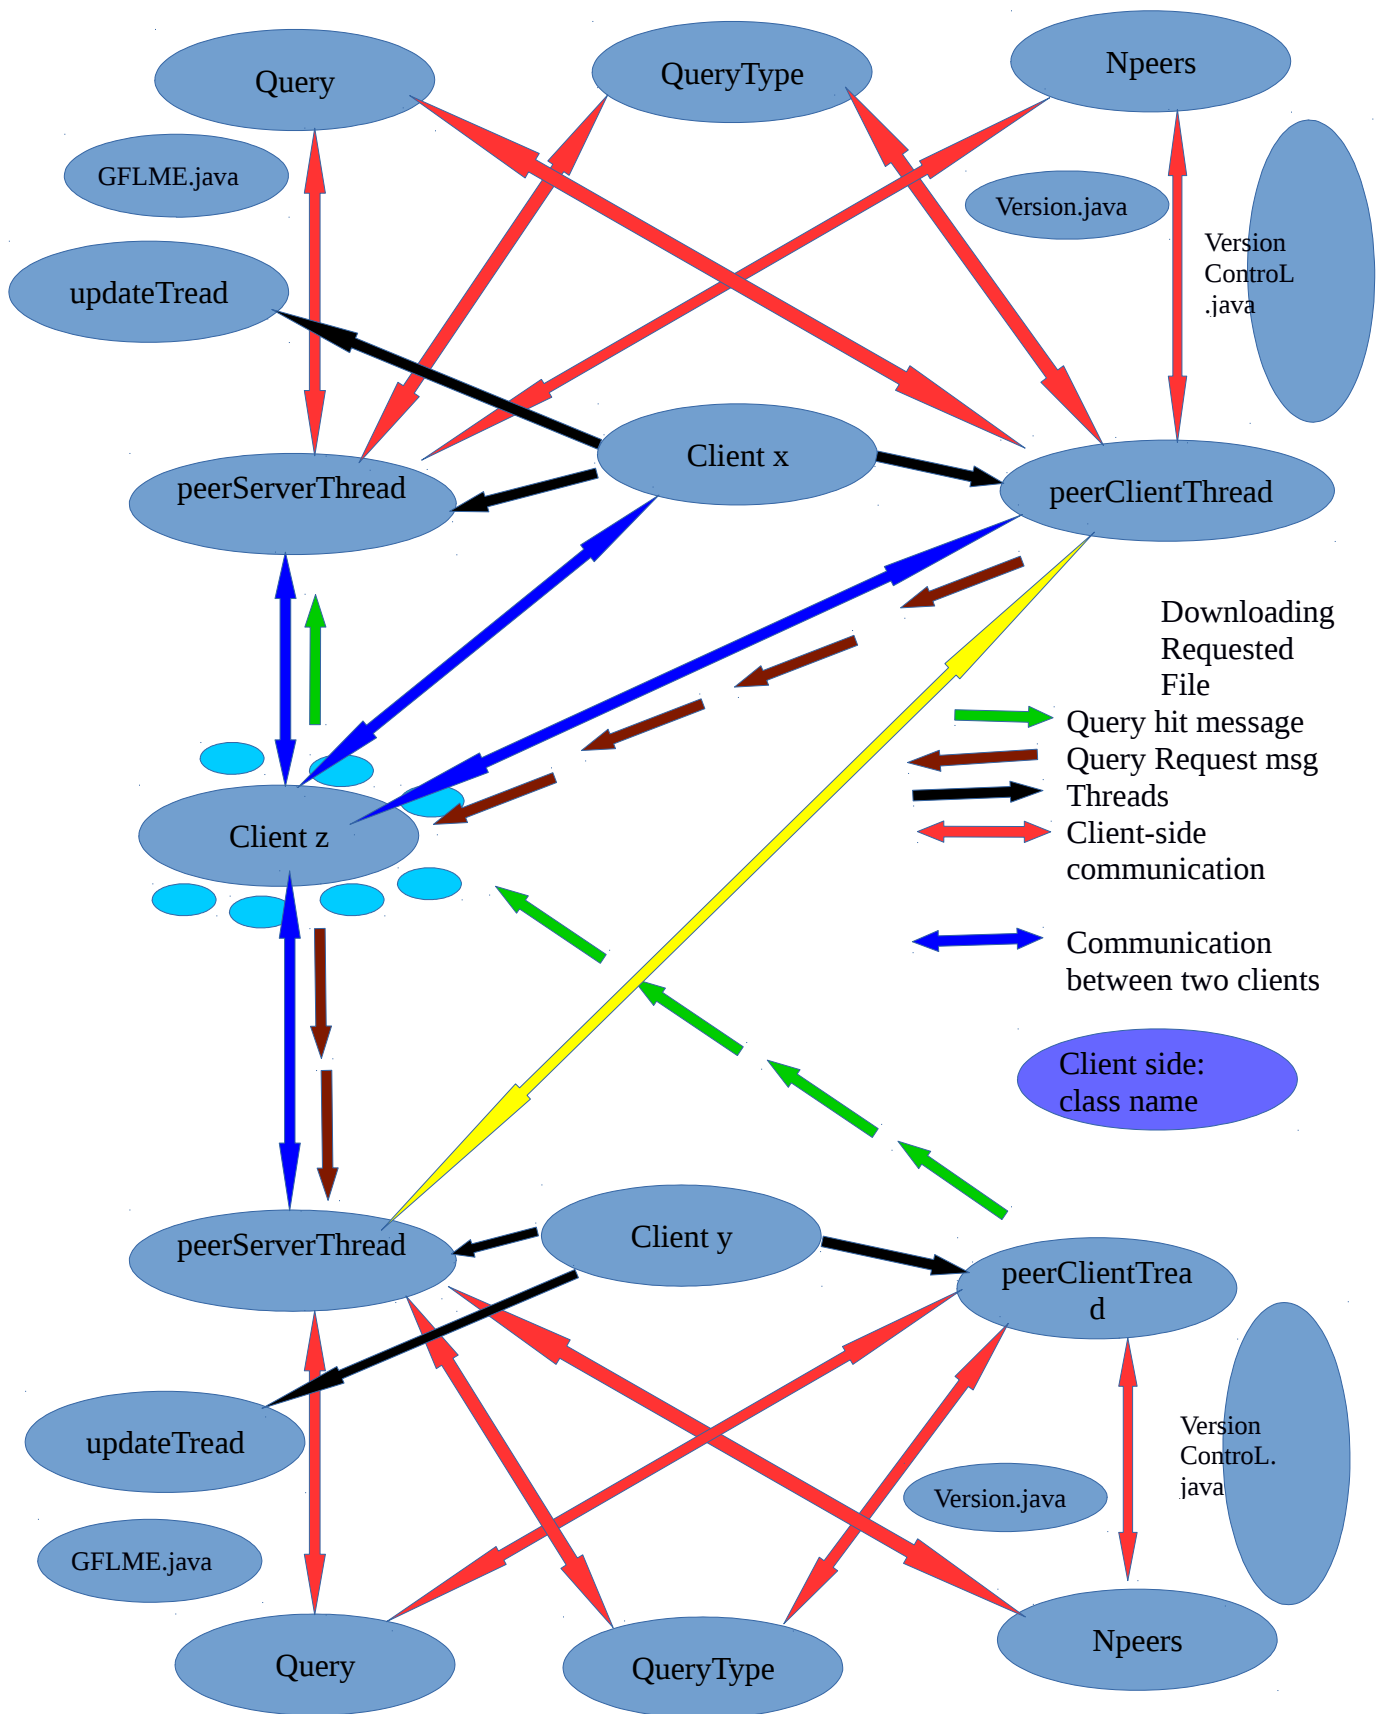 Query
QueryType
Npeers
GFLME.java
Version.java
Version
ControL
.java
updateTread
Client x
peerServerThread
peerClientThread
Downloading
Requested
File
Query hit message
Query Request msg
Threads
Client-side
communication
Client z
Communication
between two clients
Client side:
class name
peerServerThread
Client y
peerClientTrea
d
Version
ControL.
java
updateTread
Version.java
GFLME.java
Query
QueryType
Npeers